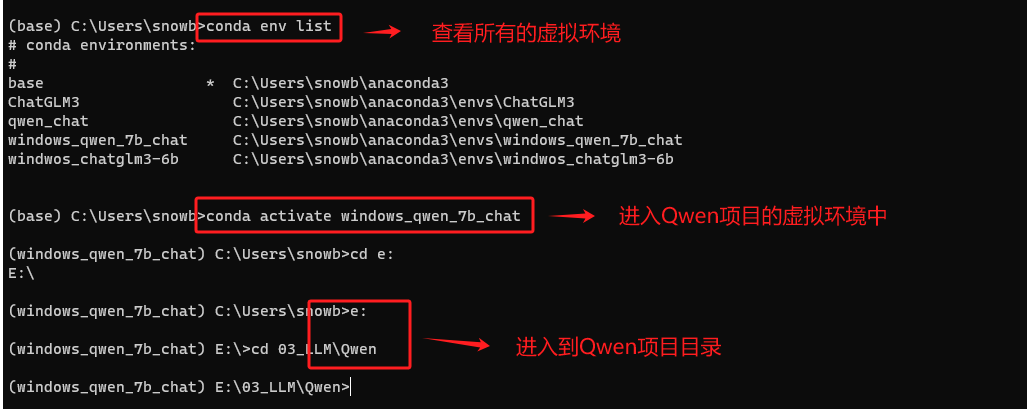 (base) C:\Users\snowb>conda env list
查看所有的虚拟环境
# conda environments:
#
base                  *  C:\Users\snowb\anaconda3
ChatGLM3                 C:\Users\snowb\anaconda3\envs\ChatGLM3
qwen_chat                C:\Users\snowb\anaconda3\envs\qwen_chat
windows_qwen_7b_chat     C:\Users\snowb\anaconda3\envs\windows_qwen_7b_chat
windwos_chatglm3-6b      C:\Users\snowb\anaconda3\envs\windwos_chatglm3-6b
(base) C:\Users\snowb>conda activate windows_qwen_7b_chat
进入Qwen项目的虚拟环境中
(windows_qwen_7b_chat) C:\Users\snowb>cd e:
E:\
(windows_qwen_7b_chat) C:\Users\snowb>e:
(windows_qwen_7b_chat) E:\>cd 03_LLM\Qwen
进入到Qwen项目目录
(windows_qwen_7b_chat) E:\03_LLM\Qwen>